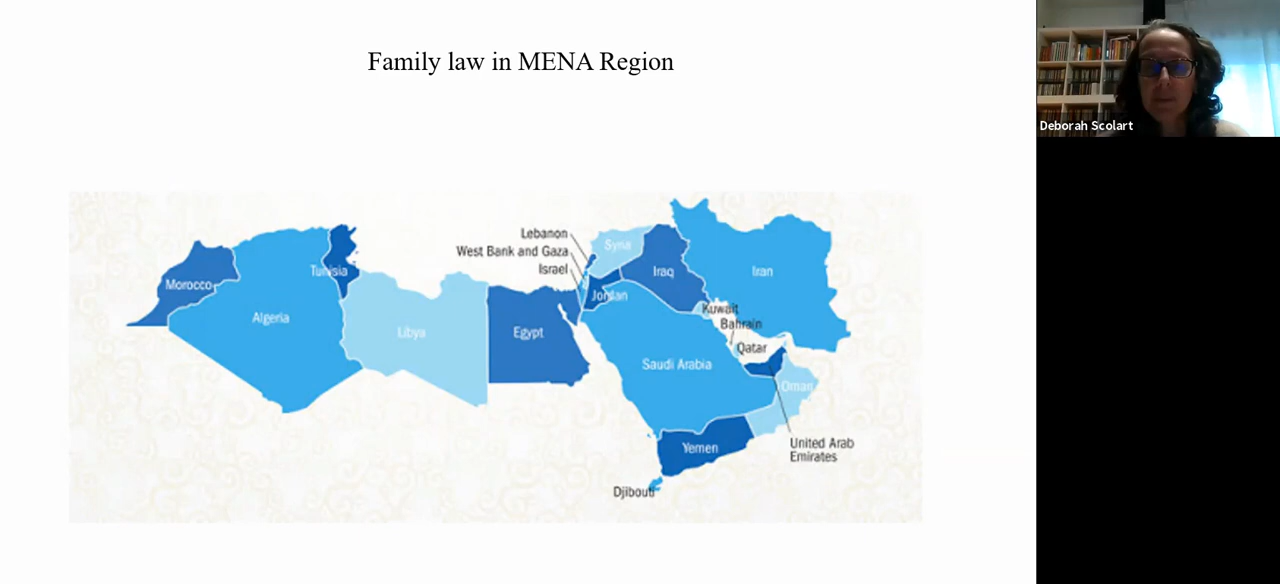 Family law in MENA Region
Deborah Scolart
Lebanon
West Bank and Gaza
Israel
Syria
Morocco
Tunisia
Algeria
Libya
Egypt
Jordan
Iraq
Iran
Kuwait
Bahrain
Qatar
Saudi Arabia
Oman
United Arab
Emirates
Yemen
Djibouti